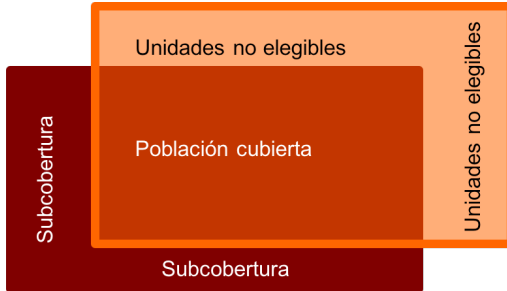 Unidades no elegibles
Unidades no elegibles
Subcobertura
Población cubierta
Subcobertura